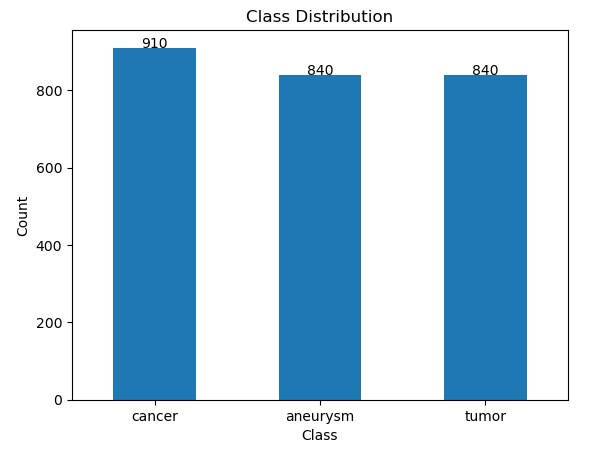 Class Distribution
910
840
840
800
600
400
200
0
Count
cancer
aneurysm
tumor
Class